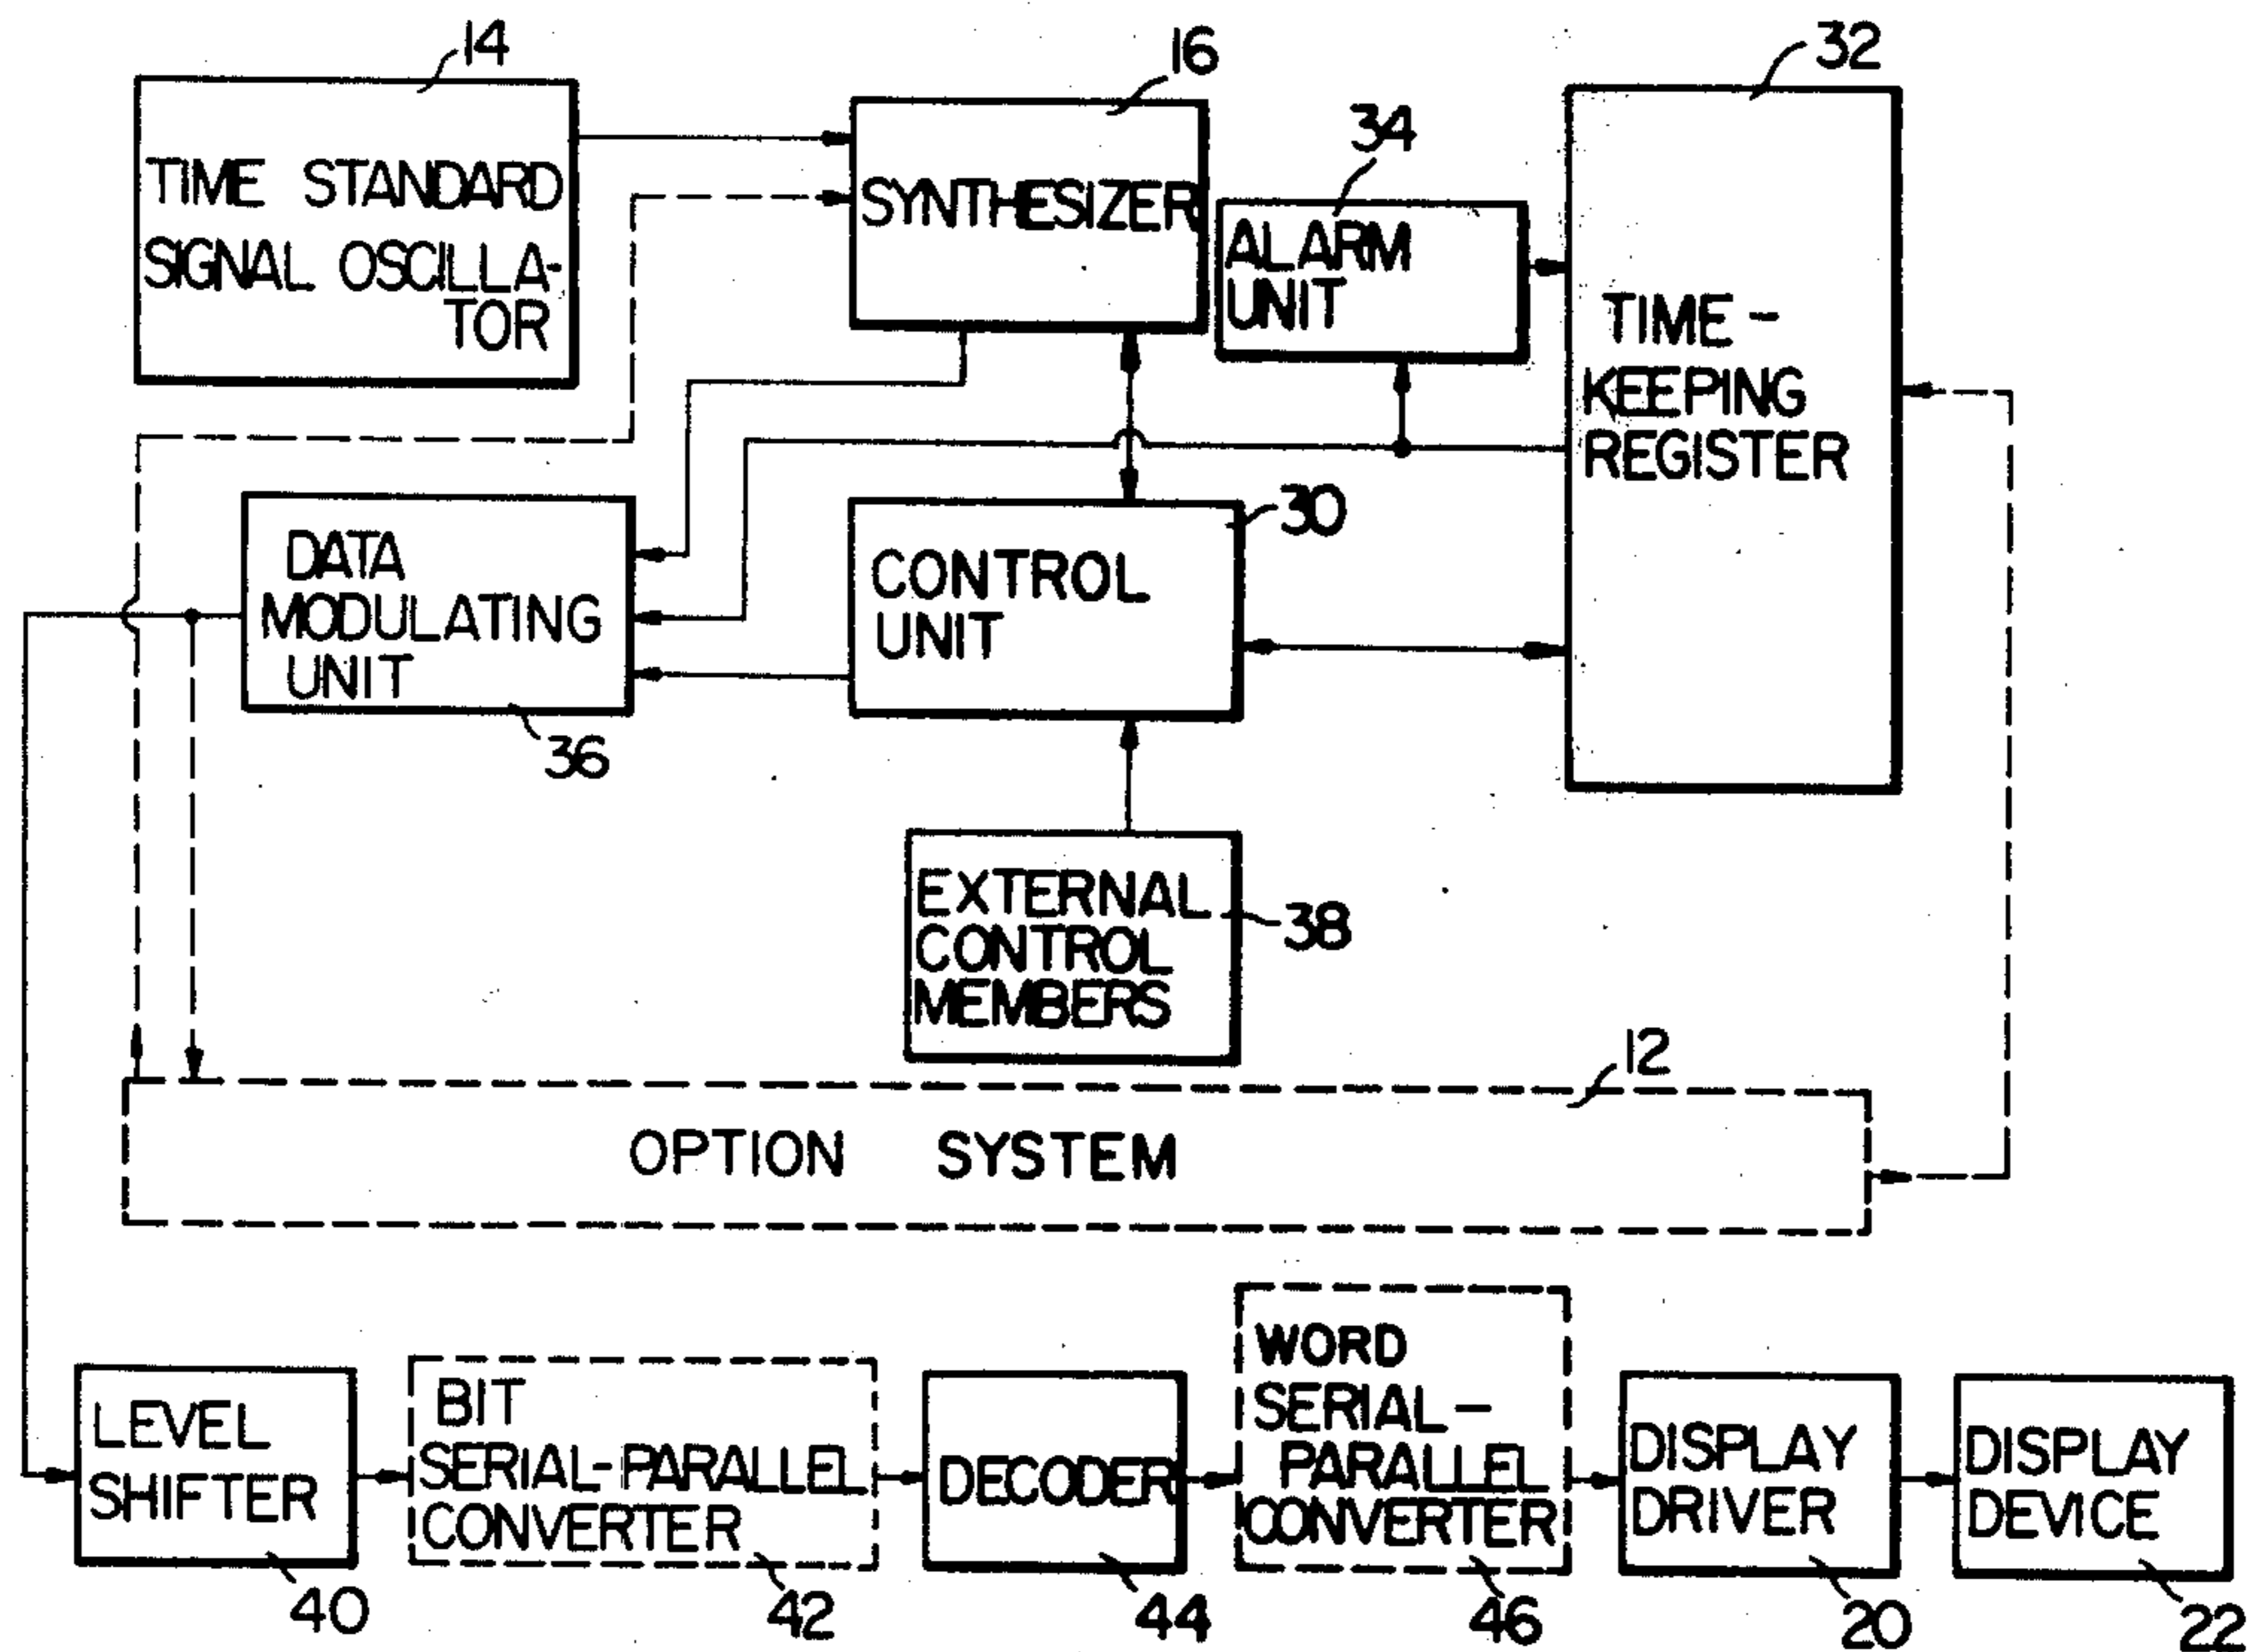 14
TIME STANDARD
SIGNAL OSCILLA-
TOR
16
SYNTHESIZER
34
ALARM
UNIT
32
TIME-
KEEPING
REGISTER
DATA
MODULATING
UNIT
36
30
CONTROL
UNIT
EXTERNAL
CONTROL
MEMBERS
38
12
OPTION SYSTEM
LEVEL
SHIFTER
40
BIT
SERIAL-PARALLEL
CONVERTER
42
DECODER
44
WORD
SERIAL-
PARALLEL
CONVERTER
46
DISPLAY
DRIVER
20
DISPLAY
DEVICE
22